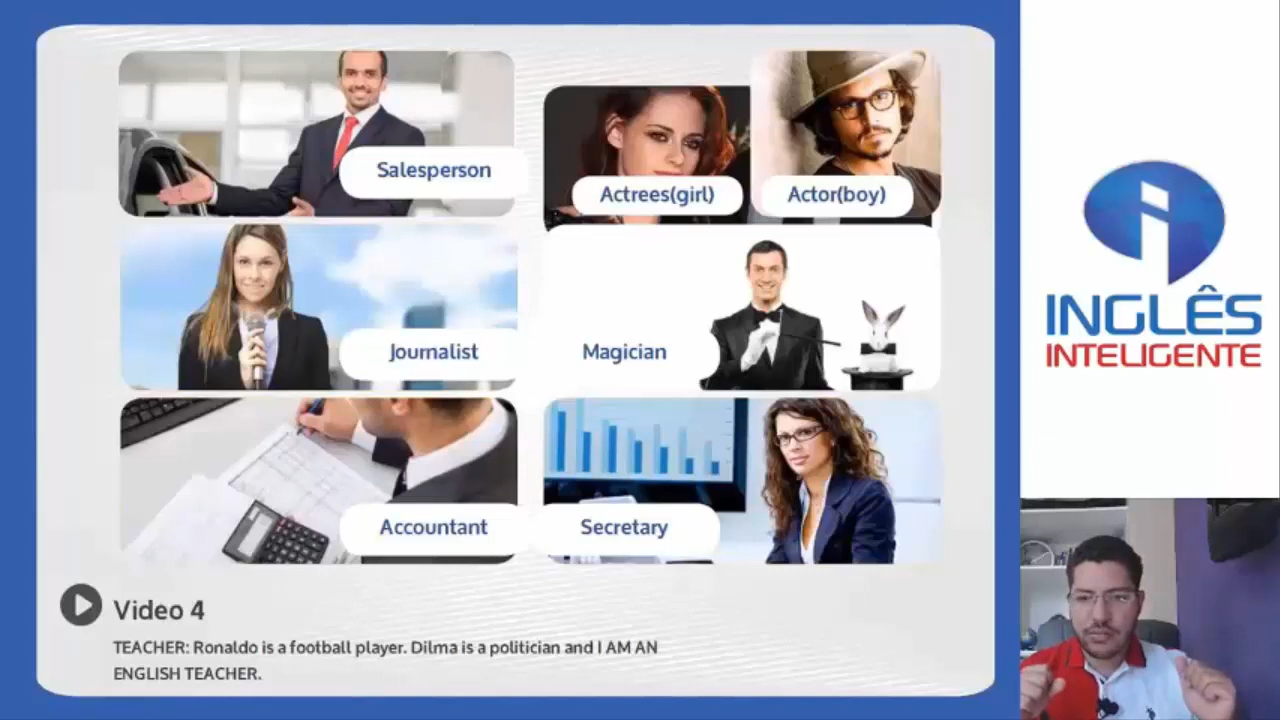 Salesperson
Actrees(girl)
Actor(boy)
Journalist
Magician
Accountant
Secretary
Video 4
TEACHER: Ronaldo is a football player. Dilma is a politician and I AM AN
ENGLISH TEACHER.
i
INGLÊS
INTELIGENTE